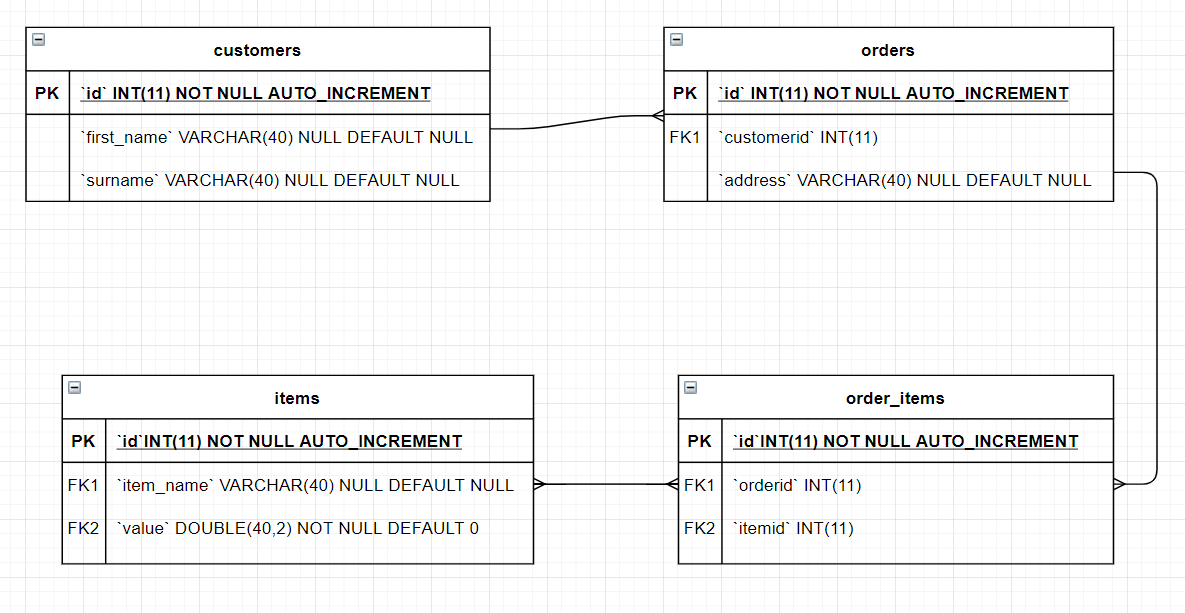 customers
PK `id` INT(11) NOT NULL AUTO_INCREMENT
`first_name` VARCHAR(40) NULL DEFAULT NULL
`surname` VARCHAR(40) NULL DEFAULT NULL
orders
PK `id` INT(11) NOT NULL AUTO_INCREMENT
FK1 `customerid` INT(11)
`address` VARCHAR(40) NULL DEFAULT NULL
items
PK `id`INT(11) NOT NULL AUTO_INCREMENT
FK1 `item_name` VARCHAR(40) NULL DEFAULT NULL
FK2 `value` DOUBLE(40,2) NOT NULL DEFAULT 0
order_items
PK `id`INT(11) NOT NULL AUTO_INCREMENT
FK1 `orderid` INT(11)
FK2 `itemid` INT(11)